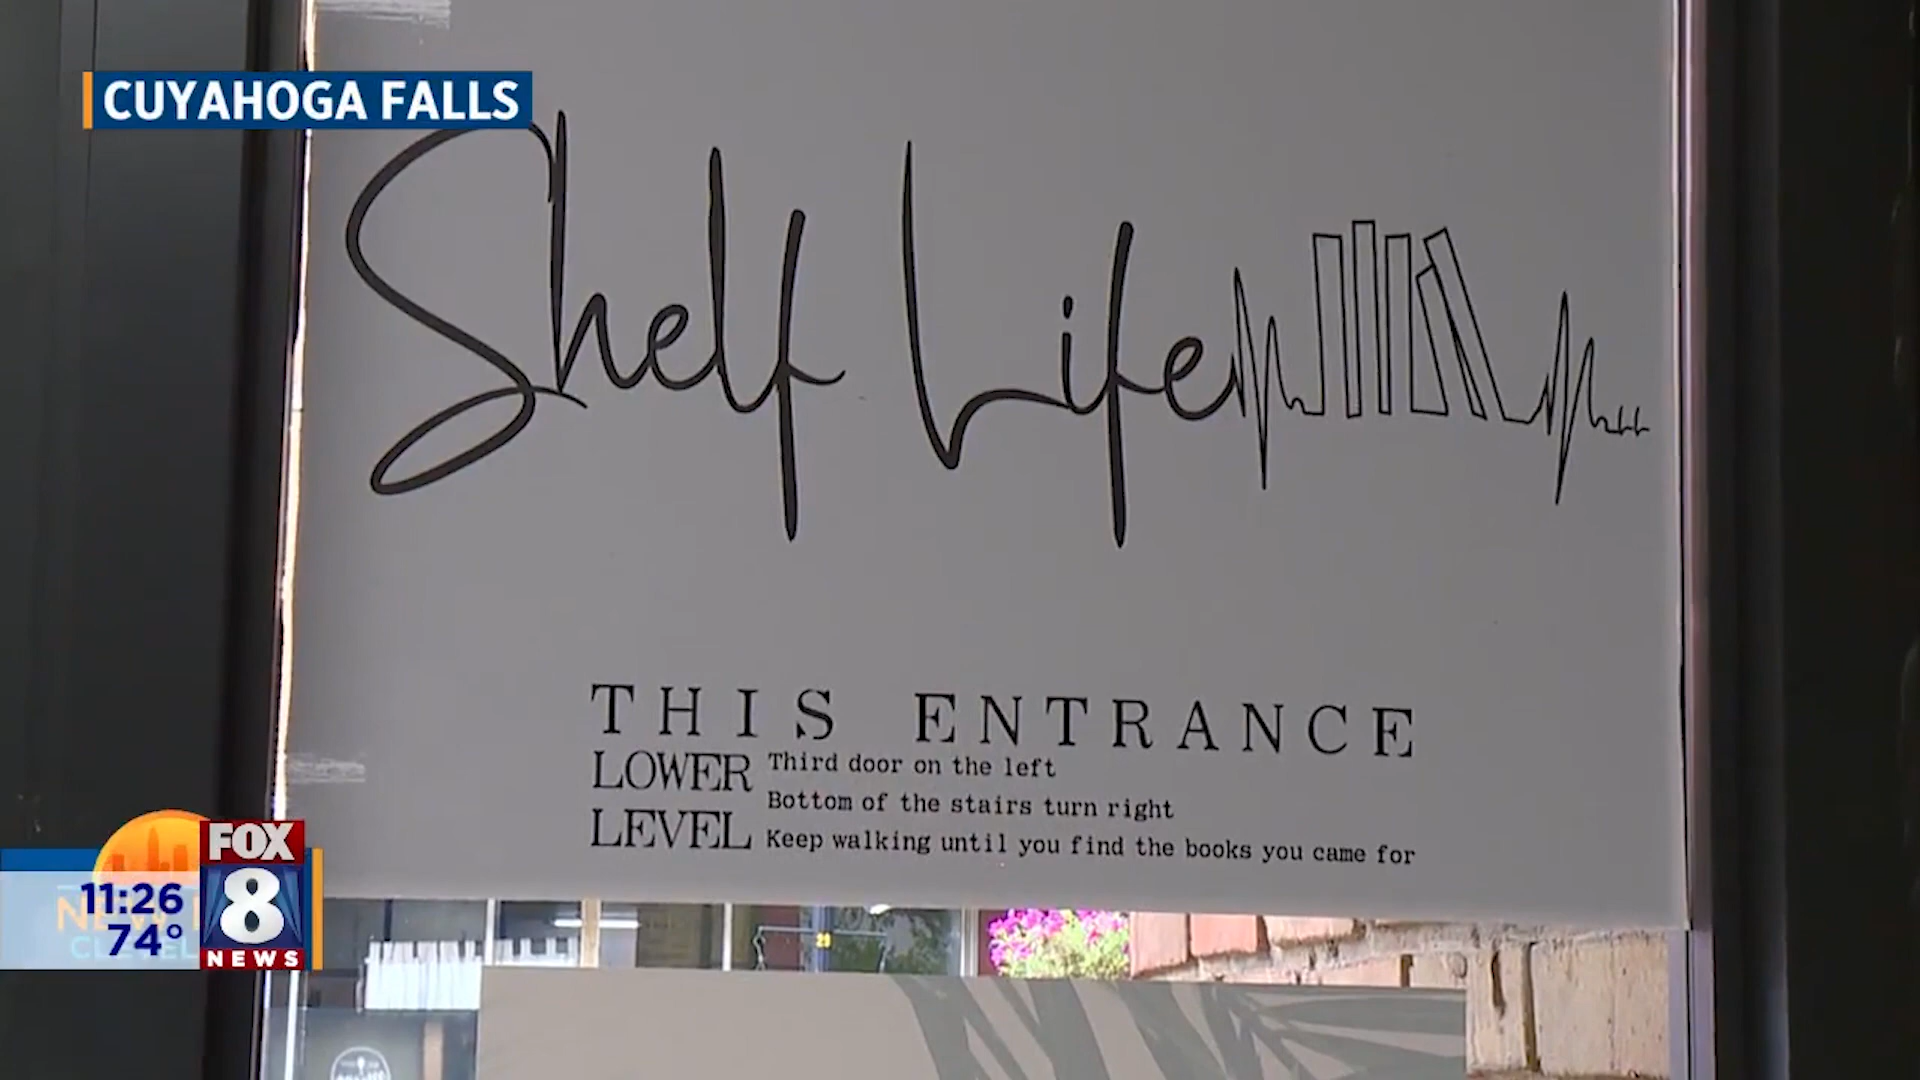 CUYAHOGA FALLS
Shelf Life
THIS ENTRANCE
LOWER LEVEL
Third door on the left
Bottom of the stairs turn right
Keep walking until you find the books you came for
11:26
74°
FOX
8
NEWS